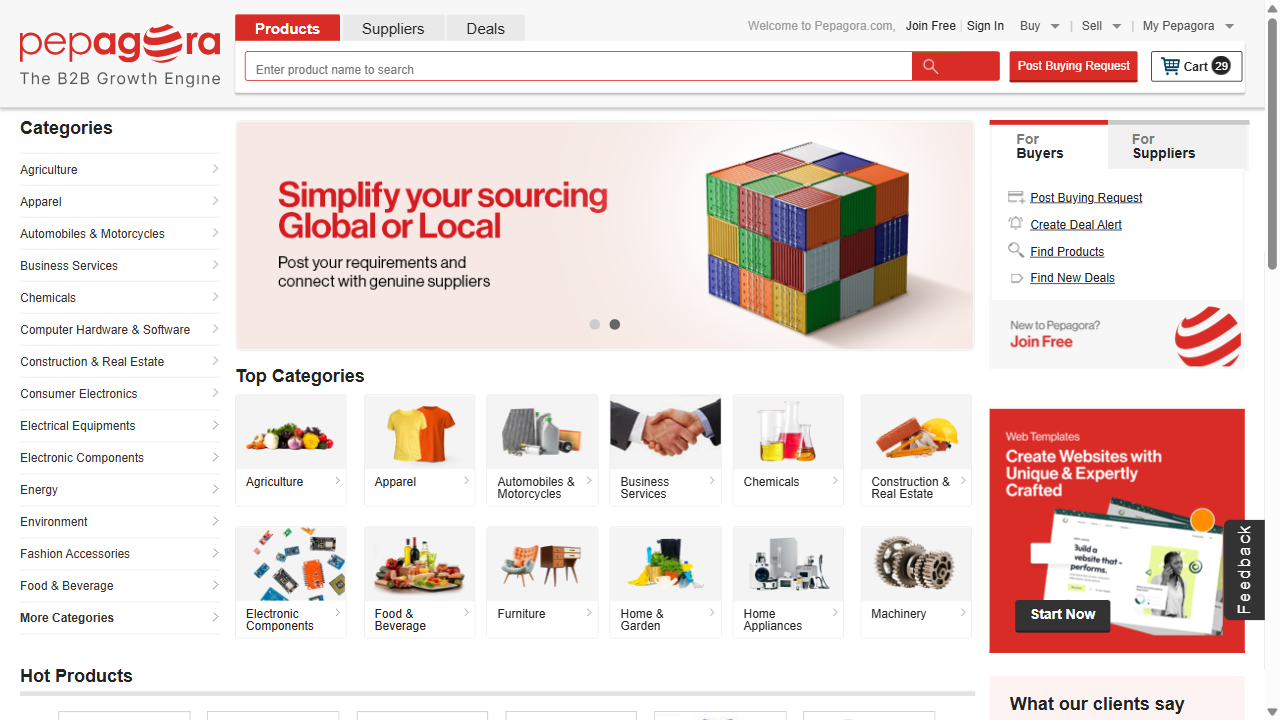 pepagora
The B2B Growth Engine
Products
Suppliers
Deals
Welcome to Pepagora.com,
Join Free
Sign In
Buy
Sell
My Pepagora
Enter product name to search
Post Buying Request
Cart 29
Categories
Agriculture
Apparel
Automobiles & Motorcycles
Business Services
Chemicals
Computer Hardware & Software
Construction & Real Estate
Consumer Electronics
Electrical Equipments
Electronic Components
Energy
Environment
Fashion Accessories
Food & Beverage
More Categories
Simplify your sourcing
Global or Local
Post your requirements and
connect with genuine suppliers
For
Buyers
For
Suppliers
Post Buying Request
Create Deal Alert
Find Products
Find New Deals
New to Pepagora?
Join Free
Top Categories
Agriculture
Apparel
Automobiles &
Motorcycles
Business
Services
Chemicals
Construction &
Real Estate
Electronic
Components
Food &
Beverage
Furniture
Home &
Garden
Home
Appliances
Machinery
Web Templates
Create Websites with
Unique & Expertly
Crafted
Build a
website that -
performs.
Start Now
Feedback
Hot Products
What our clients say